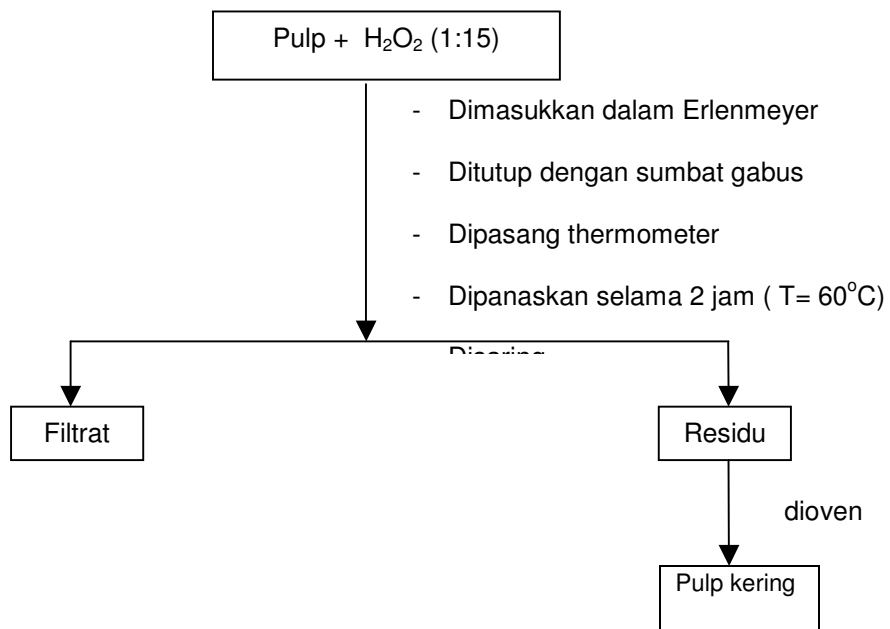 Pulp + H₂O₂ (1:15)
- Dimasukkan dalam Erlenmeyer
- Ditutup dengan sumbat gabus
- Dipasang thermometer
- Dipanaskan selama 2 jam ( T= 60°C)
Filtrat
Residu
dioven
Pulp kering